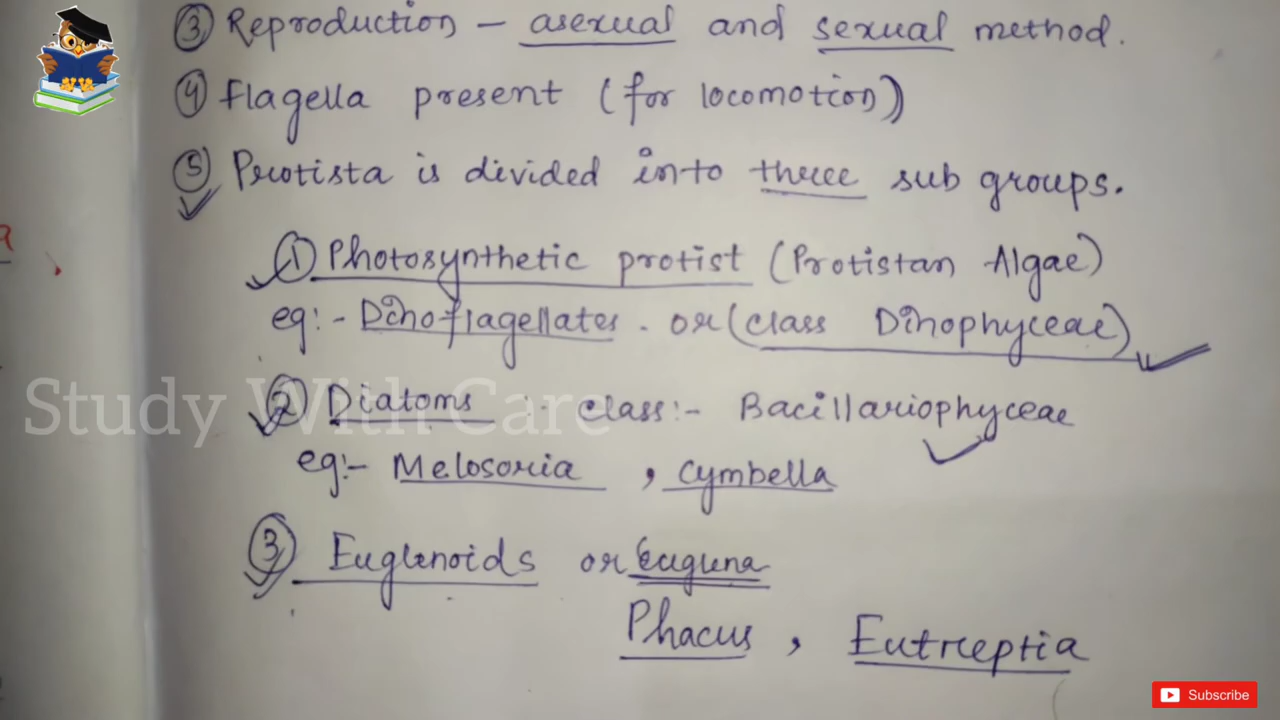 ③ Reproduction – asexual and sexual method.
④ Flagella present (for locomotion)
⑤ Protista is divided into three sub groups.
① Photosynthetic protist (Protistan Algae)
eg:- Dinoflagellates. or (class Dinophyceae)
② Diatoms :- class:- Bacillariophyceae
Study With Care
eg:- Melosoria, Cymbella
③ Euglenoids or Euguna
Phacus, Eutreptia
Subscribe